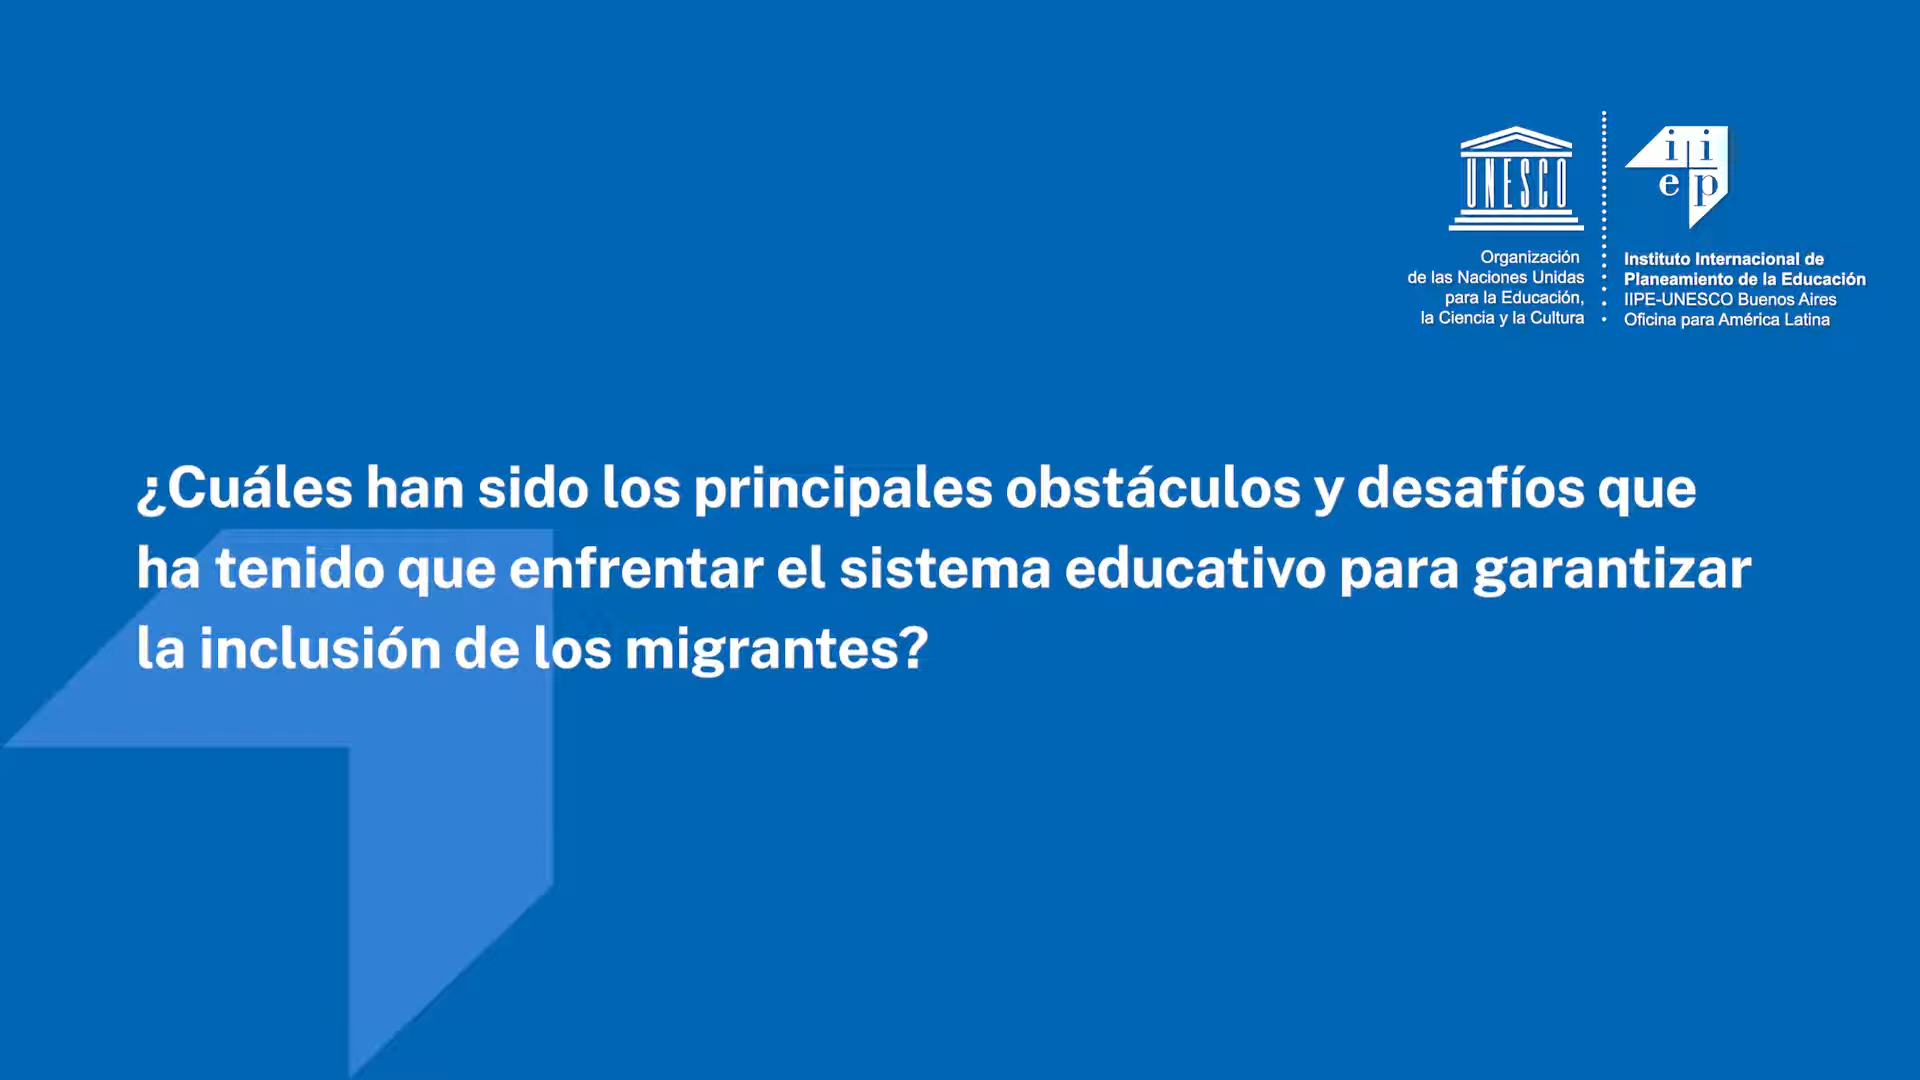 UNESCO
Organización
de las Naciones Unidas
para la Educación,
la Ciencia y la Cultura
i i
e p
Instituto Internacional de
Planeamiento de la Educación
IIPE-UNESCO Buenos Aires
Oficina para América Latina
¿Cuáles han sido los principales obstáculos y desafíos que
ha tenido que enfrentar el sistema educativo para garantizar
la inclusión de los migrantes?